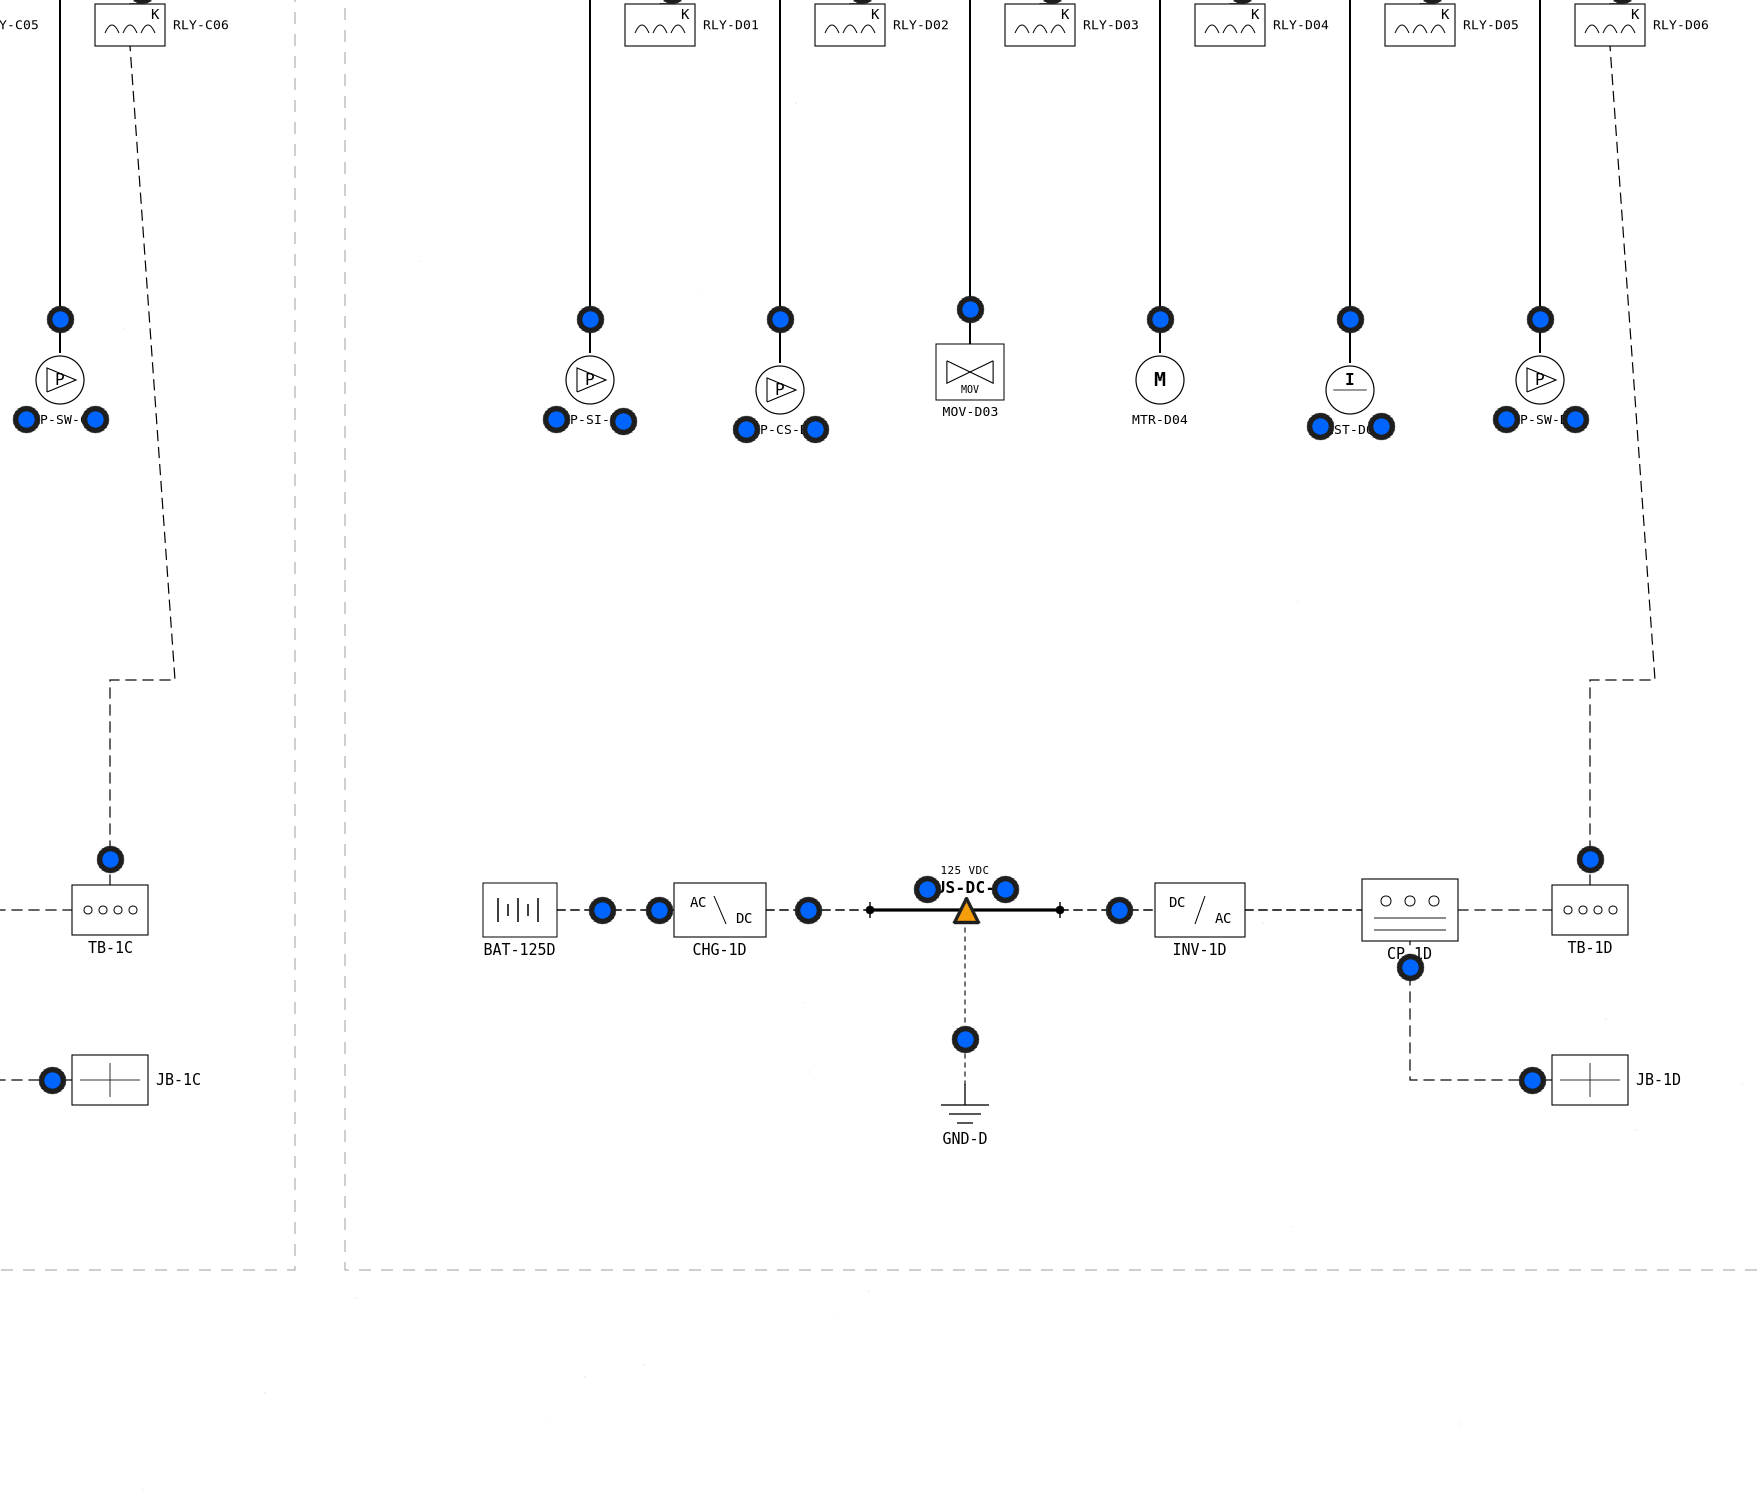 K K K K K K K
RLY-C06 RLY-D01 RLY-D02 RLY-D03 RLY-D04 RLY-D05 RLY-D06
P P P M I P
P
MOV
MOV-D03
MTR-D04
125 VDC
AC DC
DC AC
BAT-125D CHG-1D INV-1D
TB-1C TB-1D
JB-1C JB-1D
GND-D